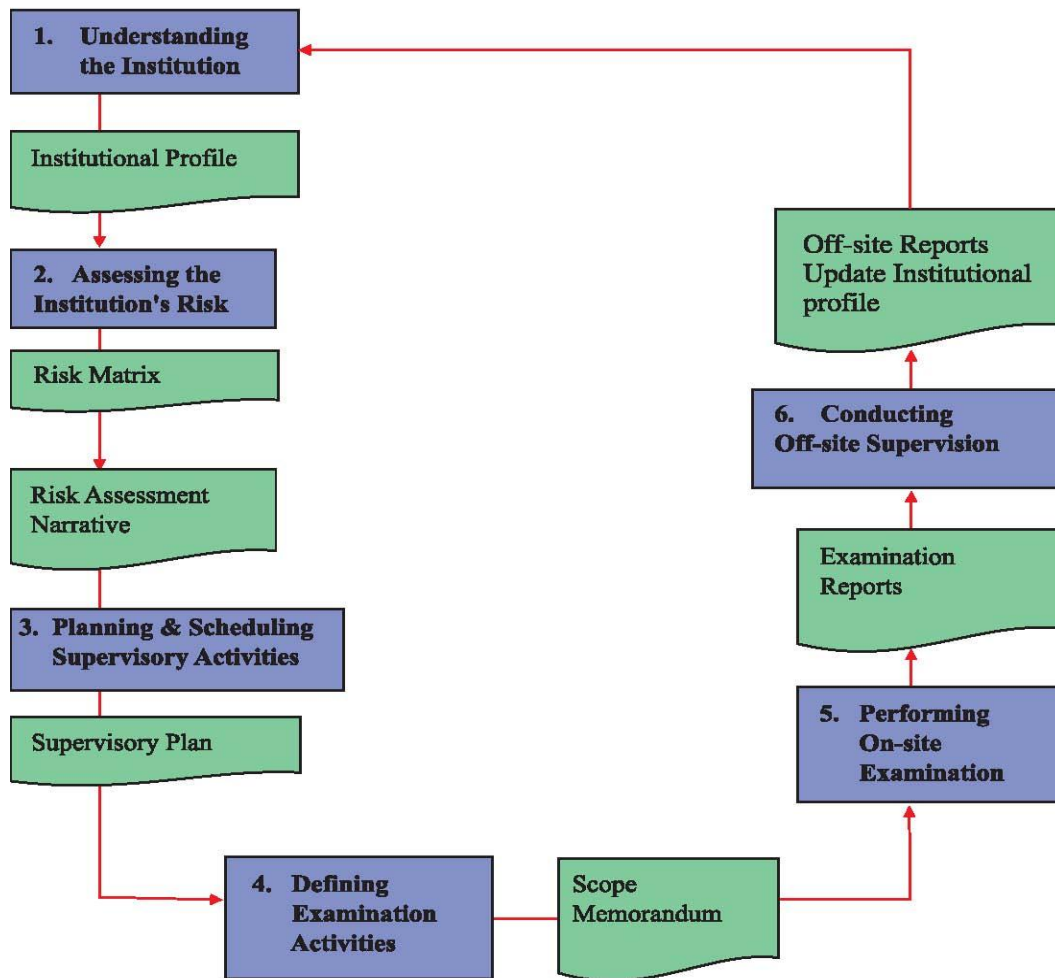 1. Understanding
the Institution
Institutional Profile
2. Assessing the
Institution's Risk
Risk Matrix
Risk Assessment
Narrative
3. Planning & Scheduling
Supervisory Activities
Supervisory Plan
4. Defining
Examination
Activities
Scope
Memorandum
5. Performing
On-site
Examination
Examination
Reports
6. Conducting
Off-site Supervision
Off-site Reports
Update Institutional
profile